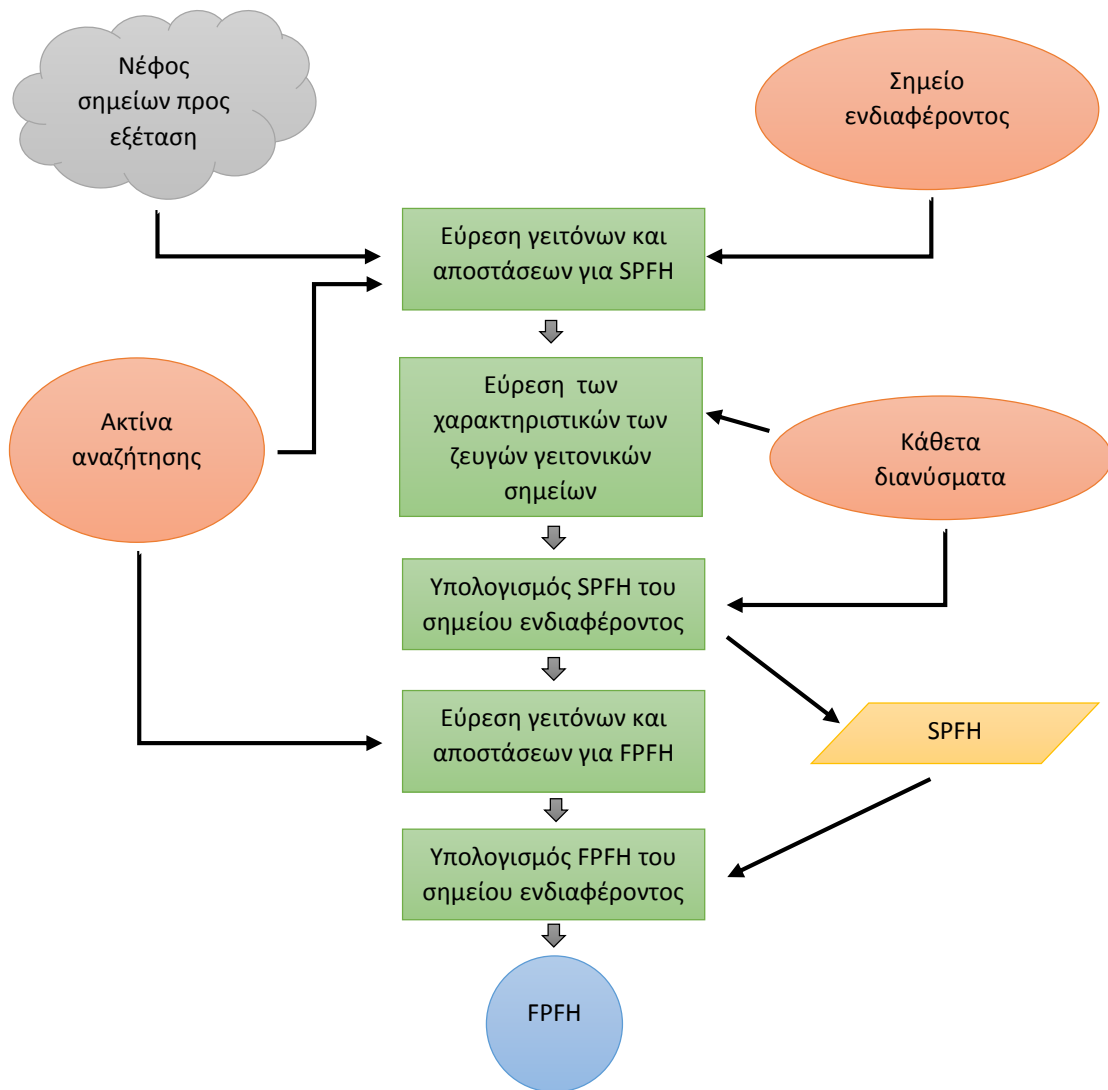 Νέφος
σημείων προς
εξέταση
Σημείο
ενδιαφέροντος
Εύρεση γειτόνων και
αποστάσεων για SPFH
Ακτίνα
αναζήτησης
Εύρεση των
χαρακτηριστικών των
ζευγών γειτονικών
σημείων
Κάθετα
διανύσματα
Υπολογισμός SPFH του
σημείου ενδιαφέροντος
Εύρεση γειτόνων και
αποστάσεων για FPFH
SPFH
Υπολογισμός FPFH του
σημείου ενδιαφέροντος
FPFH